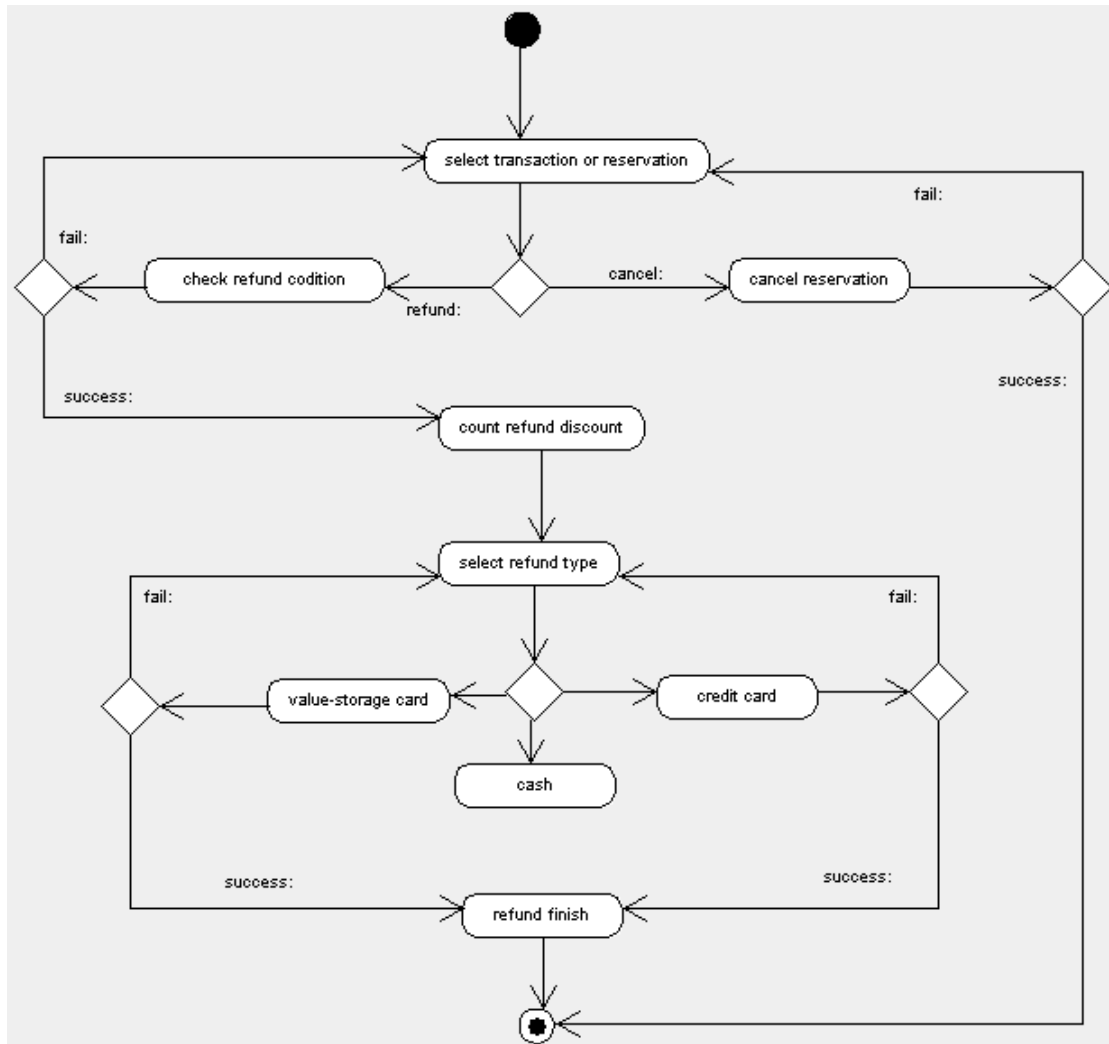 select transaction or reservation
fail:
fail:
check refund codition
cancel:
cancel reservation
refund:
success:
success:
count refund discount
select refund type
fail:
fail:
value-storage card
credit card
cash
success:
success:
refund finish